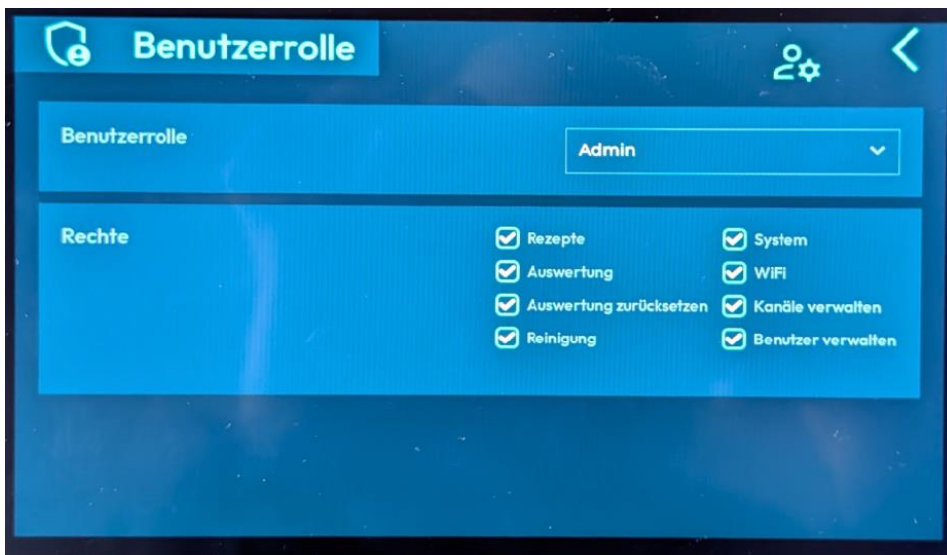 Benutzerrolle
Benutzerrolle
Admin
Rechte
Rezepte
System
Auswertung
WiFi
Auswertung zurücksetzen
Kanäle verwalten
Reinigung
Benutzer verwalten